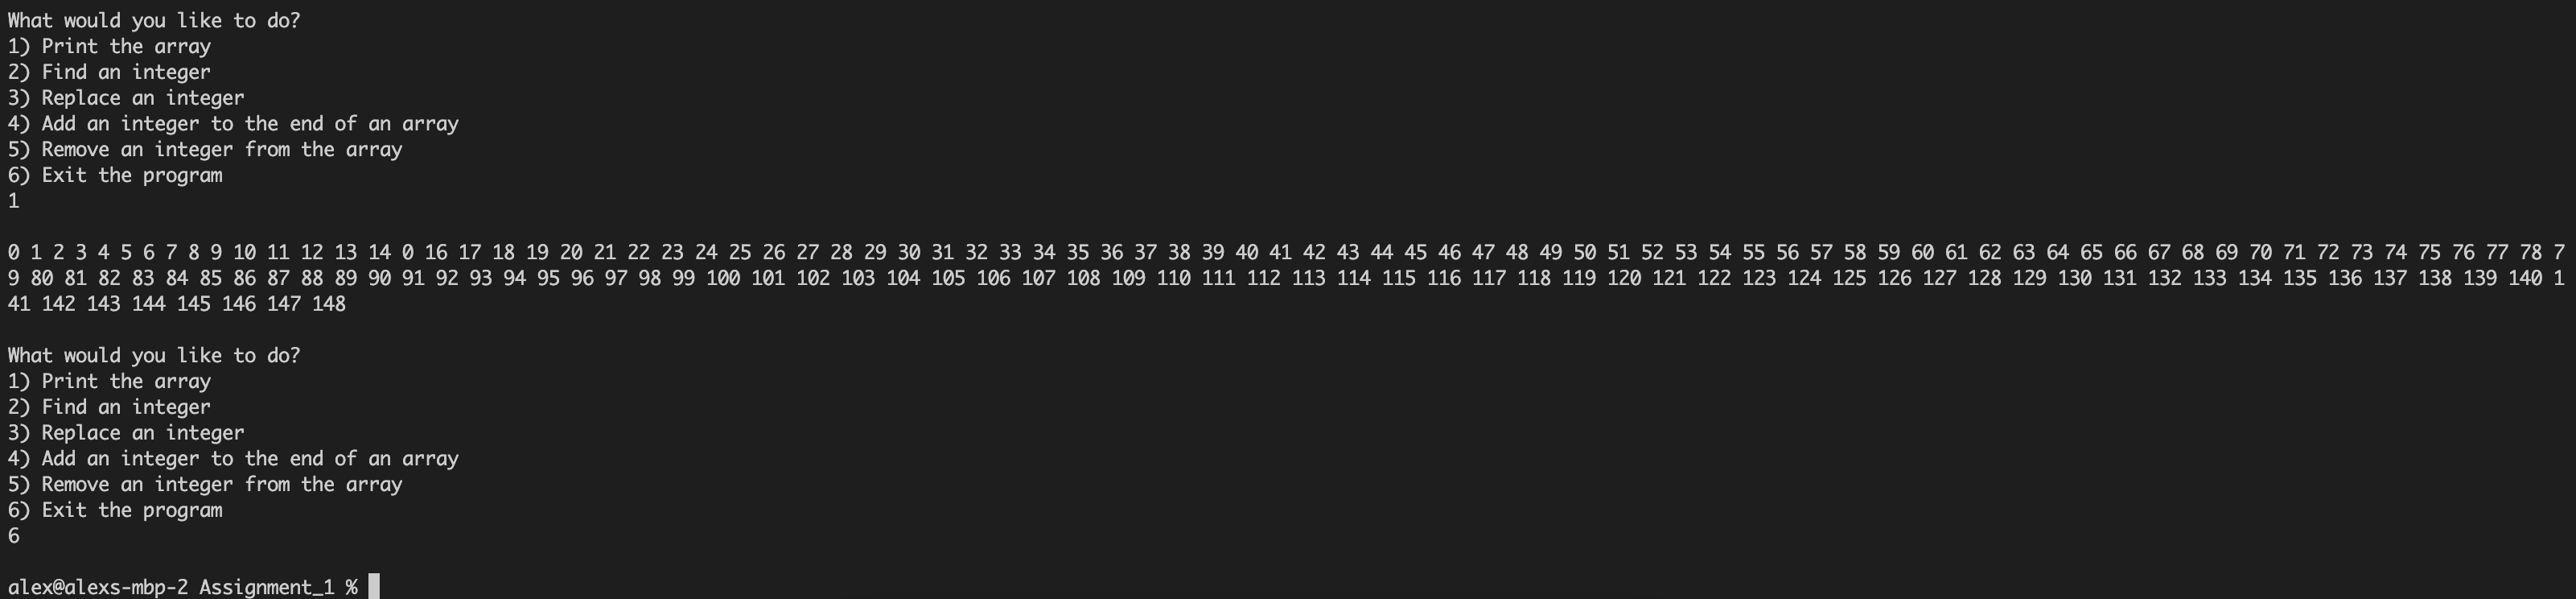 What would you like to do?
1) Print the array
2) Find an integer
3) Replace an integer
4) Add an integer to the end of an array
5) Remove an integer from the array
6) Exit the program
1
0 1 2 3 4 5 6 7 8 9 10 11 12 13 14 0 16 17 18 19 20 21 22 23 24 25 26 27 28 29 30 31 32 33 34 35 36 37 38 39 40 41 42 43 44 45 46 47 48 49 50 51 52 53 54 55 56 57 58 59 60 61 62 63 64 65 66 67 68 69 70 71 72 73 74 75 76 77 78 7
9 80 81 82 83 84 85 86 87 88 89 90 91 92 93 94 95 96 97 98 99 100 101 102 103 104 105 106 107 108 109 110 111 112 113 114 115 116 117 118 119 120 121 122 123 124 125 126 127 128 129 130 131 132 133 134 135 136 137 138 139 140 1
41 142 143 144 145 146 147 148
What would you like to do?
1) Print the array
2) Find an integer
3) Replace an integer
4) Add an integer to the end of an array
5) Remove an integer from the array
6) Exit the program
6
alex@alexs-mbp-2 Assignment_1 %